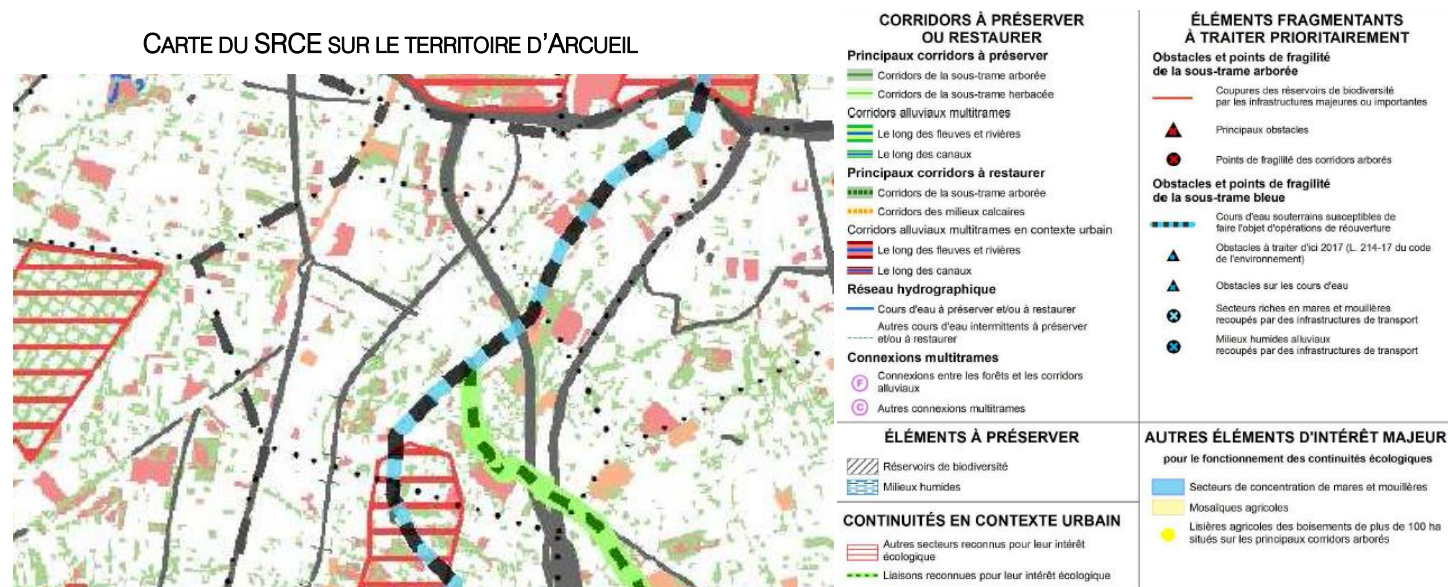 CARTE DU SRCE SUR LE TERRITOIRE D'ARCUEIL
CORRIDORS À PRÉSERVER
OU RESTAURER
Principaux corridors à préserver
Corridors de la sous-trame arborée
Corridors de la sous-trame herbacée
Corridors alluviaux multitrames
Le long des fleuves et rivières
Le long des canaux
Principaux corridors à restaurer
Corridors de la sous-trame arborée
Corridors des milieux calcaires
Corridors alluviaux multitrames en contexte urbain
Le long des fleuves et rivières
Le long des canaux
Réseau hydrographique
Cours d'eau à préserver et/ou à restaurer
Autres cours d'eau intermittents à préserver
et/ou à restaurer
Connexions multitrames
F
Connexions entre les forêts et les corridors
alluviaux
C
Autres connexions multitrames
ÉLÉMENTS À PRÉSERVER
Réservoirs de biodiversité
Milieux humides
CONTINUITÉS EN CONTEXTE URBAIN
Autres secteurs reconnus pour leur intérêt
écologique
Liaisons reconnues pour leur intérêt écologique
ÉLÉMENTS FRAGMENTANTS
À TRAITER PRIORITAIREMENT
Obstacles et points de fragilité
de la sous-trame arborée
Coupures des réservoirs de biodiversité
par les infrastructures majeures ou importantes
Principaux obstacles
Points de fragilité des corridors arborés
Obstacles et points de fragilité
de la sous-trame bleue
Cours d'eau souterrains susceptibles de
faire l'objet d'opérations de réouverture
Obstacles à traiter d'ici 2017 (L. 214-17 du code
de l'environnement)
Obstacles sur les cours d'eau
Secteurs riches en mares et mouillères
recoupés par des infrastructures de transport
Milieux humides alluviaux
recoupés par des infrastructures de transport
AUTRES ÉLÉMENTS D'INTÉRÊT MAJEUR
pour le fonctionnement des continuités écologiques
Secteurs de concentration de mares et mouillères
Mosaïques agricoles
Lisières agricoles des boisements de plus de 100 ha
situés sur les principaux corridors arborés